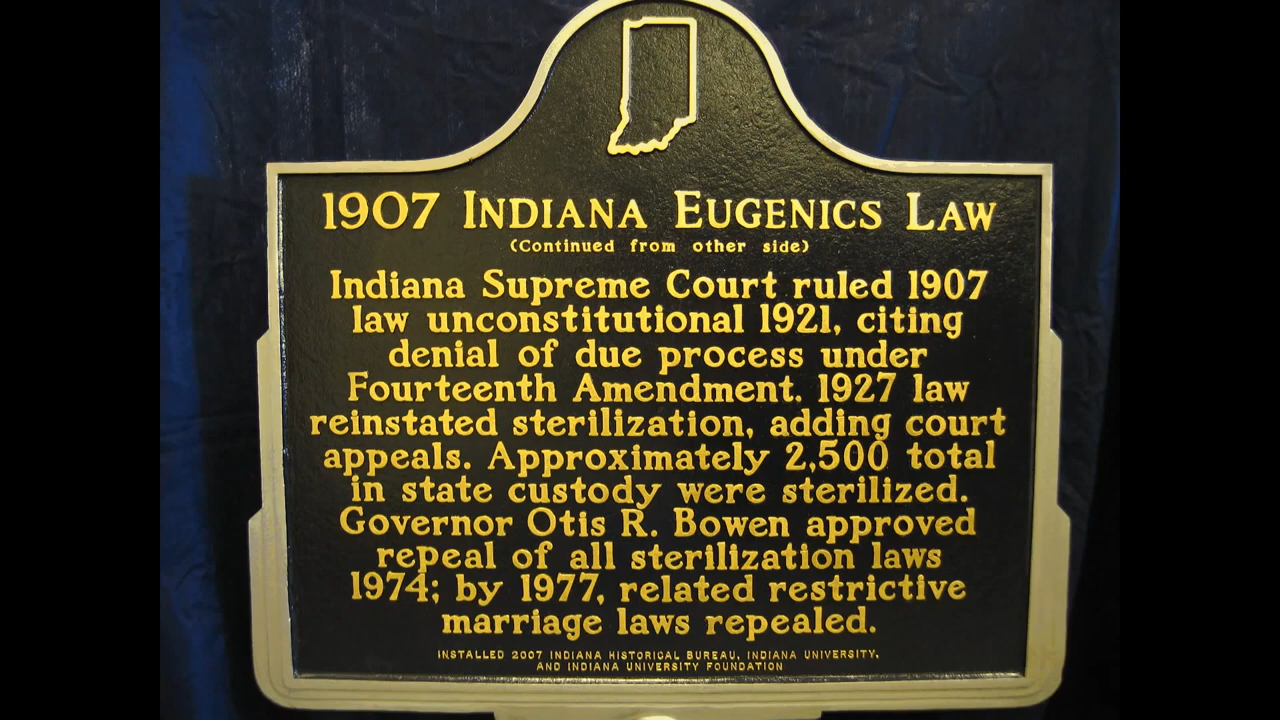 1907 INDIANA EUGENICS LAW
(Continued from other side)
Indiana Supreme Court ruled 1907
law unconstitutional 1921, citing
denial of due process under
Fourteenth Amendment. 1927 law
reinstated sterilization, adding court
appeals. Approximately 2,500 total
in state custody were sterilized.
Governor Otis R. Bowen approved
repeal of all sterilization laws
1974; by 1977, related restrictive
marriage laws repealed.
INSTALLED 2007 INDIANA HISTORICAL BUREAU, INDIANA UNIVERSITY,
AND INDIANA UNIVERSITY FOUNDATION